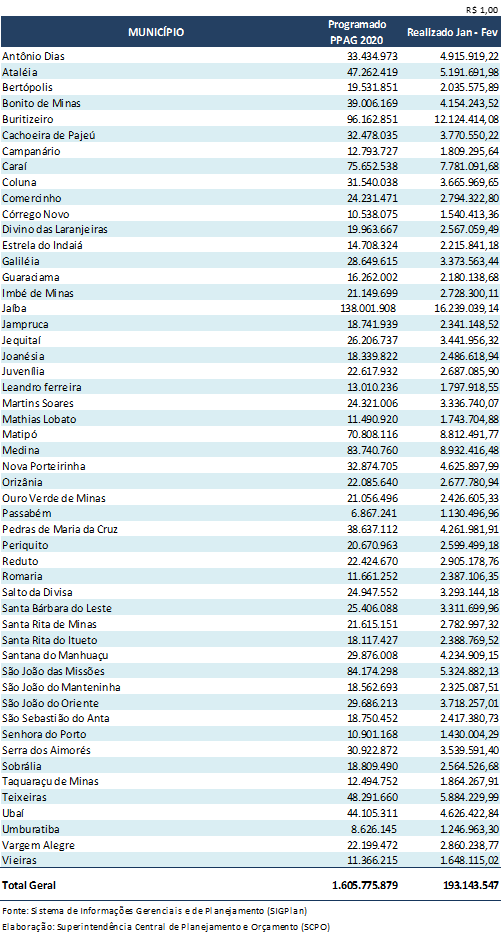 R$ 1,00
MUNICÍPIO Programado PPAG 2020 Realizado Jan - Fev
Antônio Dias 33.434.973 4.915.919,22
Ataléia 47.262.419 5.191.691,98
Bertópolis 19.531.851 2.035.575,89
Bonito de Minas 39.006.169 4.154.243,52
Buritizeiro 96.162.851 12.124.414,08
Cachoeira de Pajeú 32.478.035 3.770.550,22
Campanário 12.793.727 1.809.295,64
Caraí 75.652.538 7.781.091,68
Coluna 31.540.038 3.665.969,65
Comercinho 24.231.471 2.794.322,80
Córrego Novo 10.538.075 1.540.413,36
Divino das Laranjeiras 19.963.667 2.567.059,49
Estrela do Indaiá 14.708.324 2.215.841,18
Galiléia 28.649.615 3.373.563,44
Guaraciama 16.262.002 2.180.138,68
Imbé de Minas 21.149.699 2.728.300,11
Jaíba 138.001.908 16.239.039,14
Jampruca 18.741.939 2.341.148,52
Jequitaí 26.206.737 3.441.956,32
Joanésia 18.339.822 2.486.618,94
Juvenília 22.617.932 2.687.085,90
Leandro ferreira 13.010.236 1.797.918,55
Martins Soares 24.321.006 3.336.740,07
Mathias Lobato 11.490.920 1.743.704,88
Matipó 70.808.116 8.812.491,77
Medina 83.740.760 8.932.416,48
Nova Porteirinha 32.874.705 4.625.897,99
Orizânia 22.085.640 2.677.780,94
Ouro Verde de Minas 21.056.496 2.426.605,33
Passabém 6.867.241 1.130.496,96
Pedras de Maria da Cruz 38.637.112 4.261.981,91
Periquito 20.670.963 2.599.499,18
Reduto 22.424.670 2.905.178,76
Romaria 11.661.252 2.387.106,35
Salto da Divisa 24.947.552 3.293.144,18
Santa Bárbara do Leste 25.406.088 3.311.699,96
Santa Rita de Minas 21.615.151 2.782.997,32
Santa Rita do Itueto 18.117.427 2.388.769,52
Santana do Manhuaçu 29.876.008 4.234.909,15
São João das Missões 84.174.298 5.324.882,13
São João do Manteninha 18.562.693 2.325.087,51
São João do Oriente 29.686.213 3.718.257,01
São Sebastião do Anta 18.750.452 2.417.380,73
Senhora do Porto 10.901.168 1.430.004,29
Serra dos Aimorés 30.922.872 3.539.591,40
Sobrália 18.809.490 2.564.526,68
Taquaraçu de Minas 12.494.752 1.864.267,91
Teixeiras 48.291.660 5.884.229,99
Ubaí 44.105.311 4.626.422,84
Umburatiba 8.626.145 1.246.963,30
Vargem Alegre 22.199.472 2.860.238,77
Vieiras 11.366.215 1.648.115,02
Total Geral 1.605.775.879 193.143.547
Fonte: Sistema de Informações Gerenciais e de Planejamento (SIGPlan)
Elaboração: Superintendência Central de Planejamento e Orçamento (SCPO)